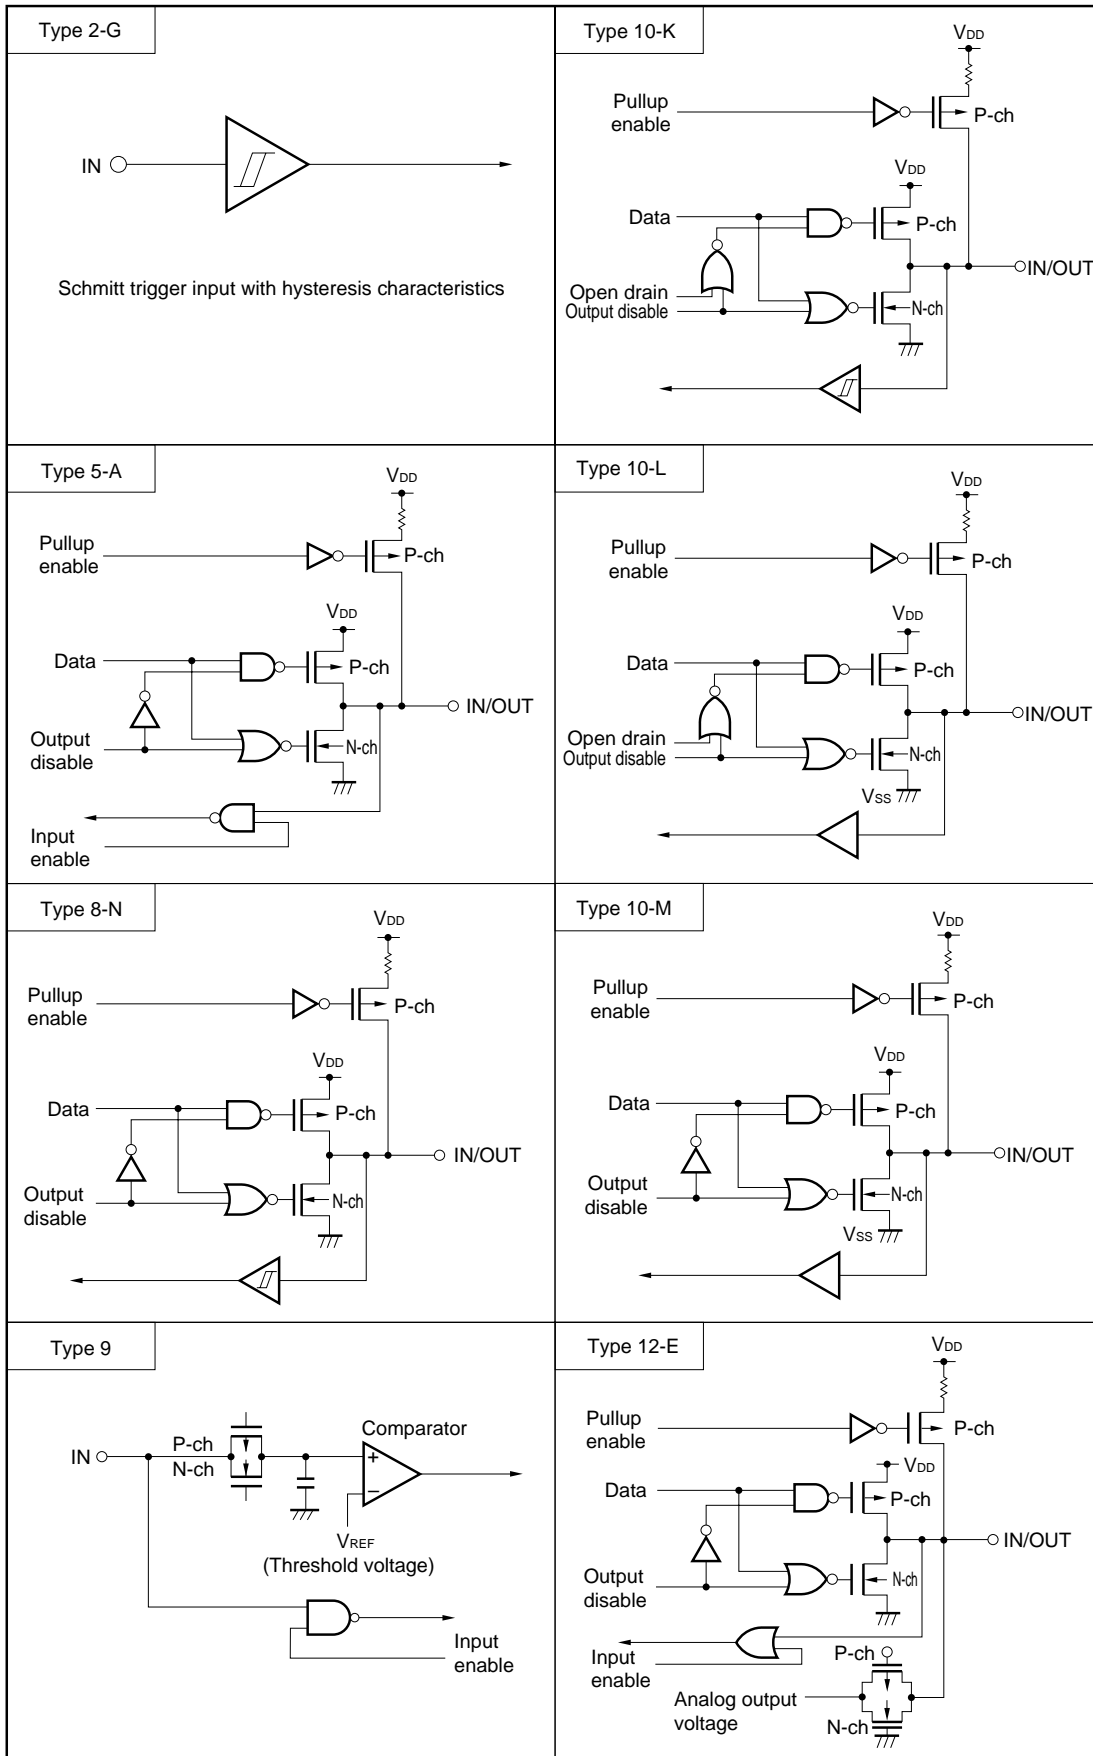 Type 2-G
IN
Schmitt trigger input with hysteresis characteristics
Type 10-K
VDD
Pullup
enable
P-ch
VDD
Data
P-ch
IN/OUT
Open drain
Output disable
N-ch
Type 5-A
VDD
Pullup
enable
P-ch
VDD
Data
P-ch
IN/OUT
Output
disable
N-ch
Input
enable
Type 10-L
VDD
Pullup
enable
P-ch
VDD
Data
P-ch
IN/OUT
Open drain
Output disable
N-ch
VSS
Type 8-N
VDD
Pullup
enable
P-ch
VDD
Data
P-ch
IN/OUT
Output
disable
N-ch
Type 10-M
VDD
Pullup
enable
P-ch
VDD
Data
P-ch
IN/OUT
Output
disable
N-ch
VSS
Type 9
Comparator
P-ch
IN
N-ch
+
−
VREF
(Threshold voltage)
Input
enable
Type 12-E
VDD
Pullup
enable
P-ch
VDD
Data
P-ch
IN/OUT
Output
disable
N-ch
Input
enable
P-ch
Analog output
voltage
N-ch